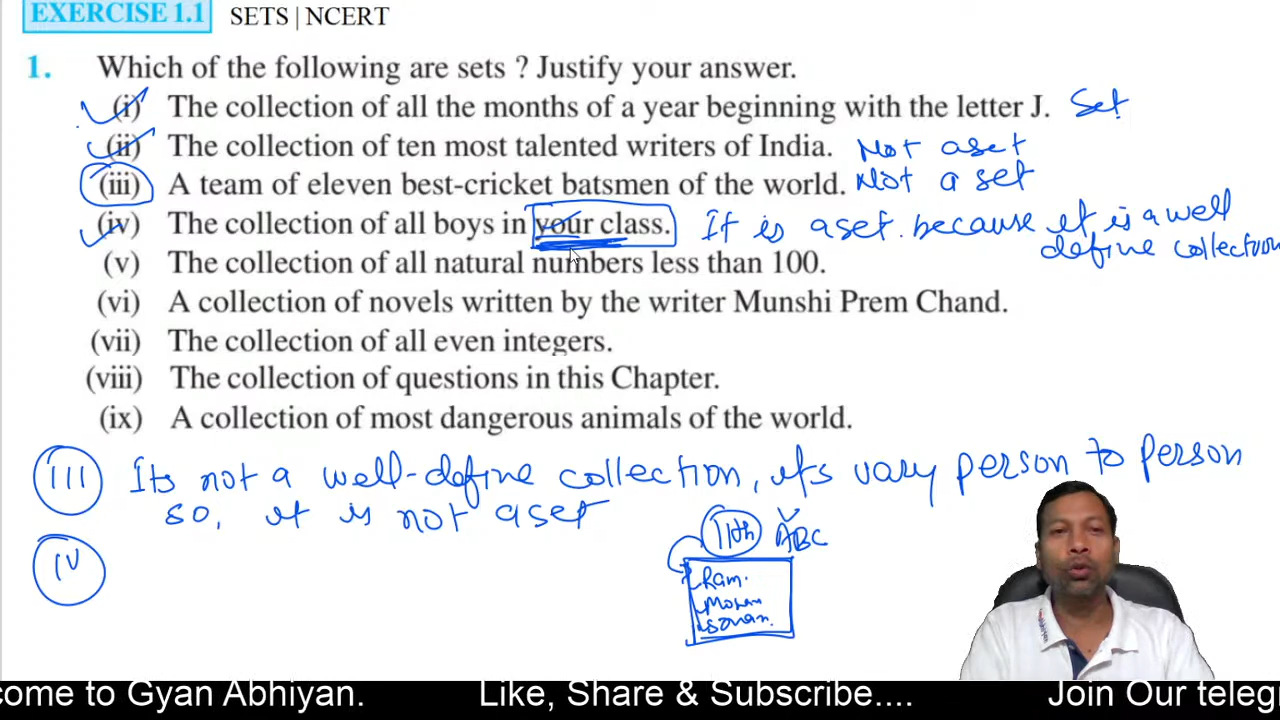 EXERCISE 1.1 SETS | NCERT
1. Which of the following are sets ? Justify your answer.
(i) The collection of all the months of a year beginning with the letter J. Set
(ii) The collection of ten most talented writers of India. Not a set
(iii) A team of eleven best-cricket batsmen of the world. Not a set
(iv) The collection of all boys in your class. It is a set. because it is a well
define collection
(v) The collection of all natural numbers less than 100.
(vi) A collection of novels written by the writer Munshi Prem Chand.
(vii) The collection of all even integers.
(viii) The collection of questions in this Chapter.
(ix) A collection of most dangerous animals of the world.
III Its not a well-define collection, it's vary person to person
so, it is not a set
11th ABC
IV
Ram.
Mohan
Sohan.
come to Gyan Abhiyan. Like, Share & Subscribe.... Join Our teleg